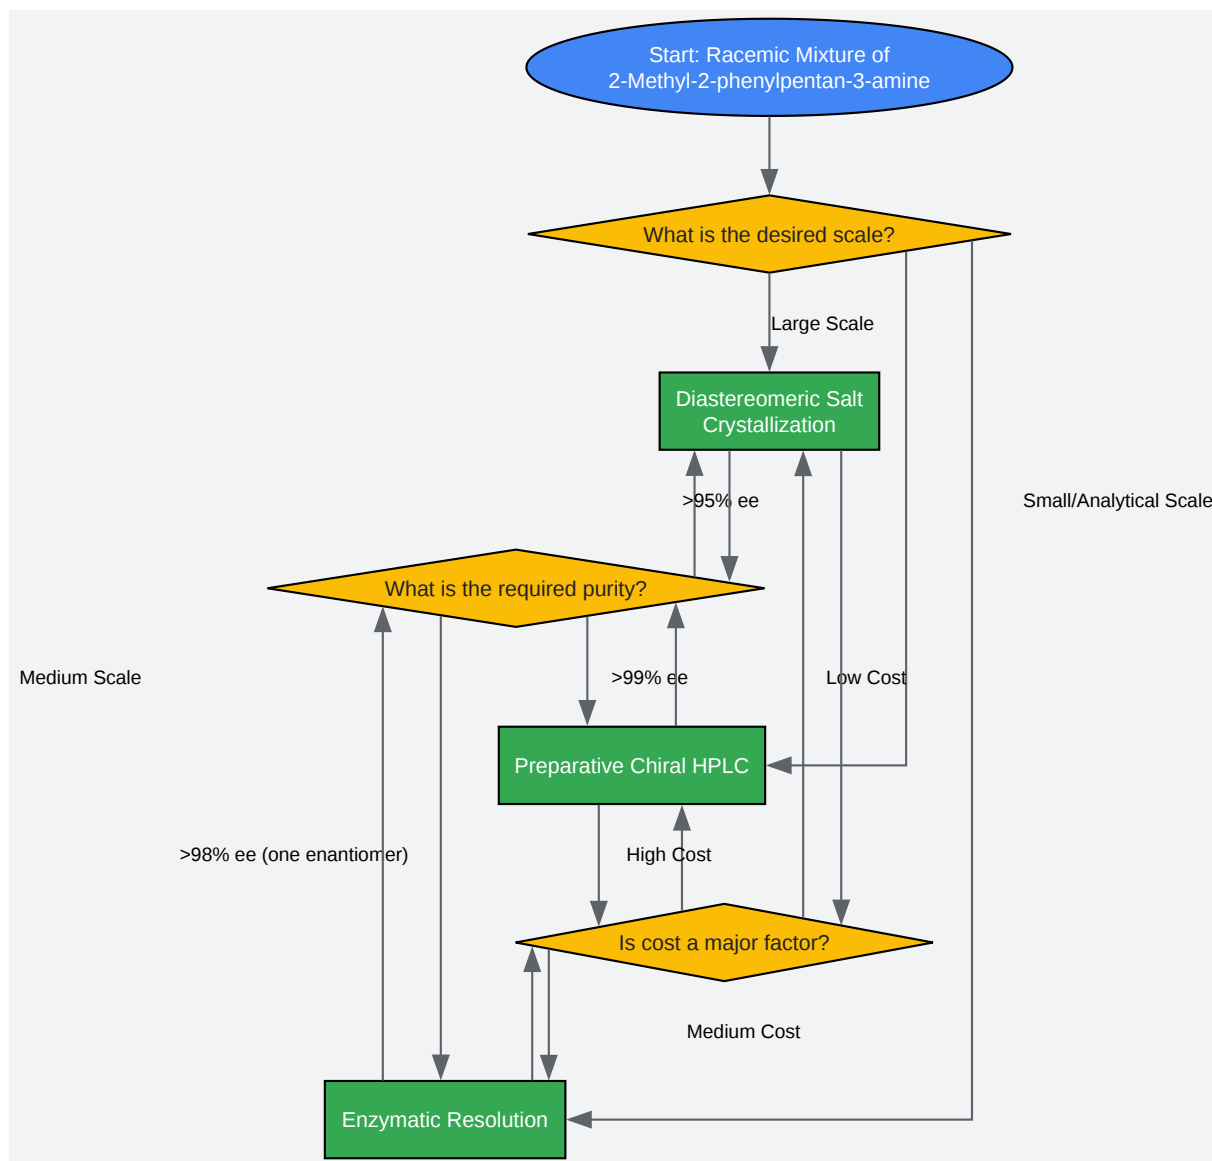 Start: Racemic Mixture of
2-Methyl-2-phenylpentan-3-amine
What is the desired scale?
Large Scale
Diastereomeric Salt
Crystallization
>95% ee
Small/Analytical Scale
What is the required purity?
Medium Scale
>99% ee
Low Cost
Preparative Chiral HPLC
>98% ee (one enantiomer)
High Cost
Is cost a major factor?
Medium Cost
Enzymatic Resolution